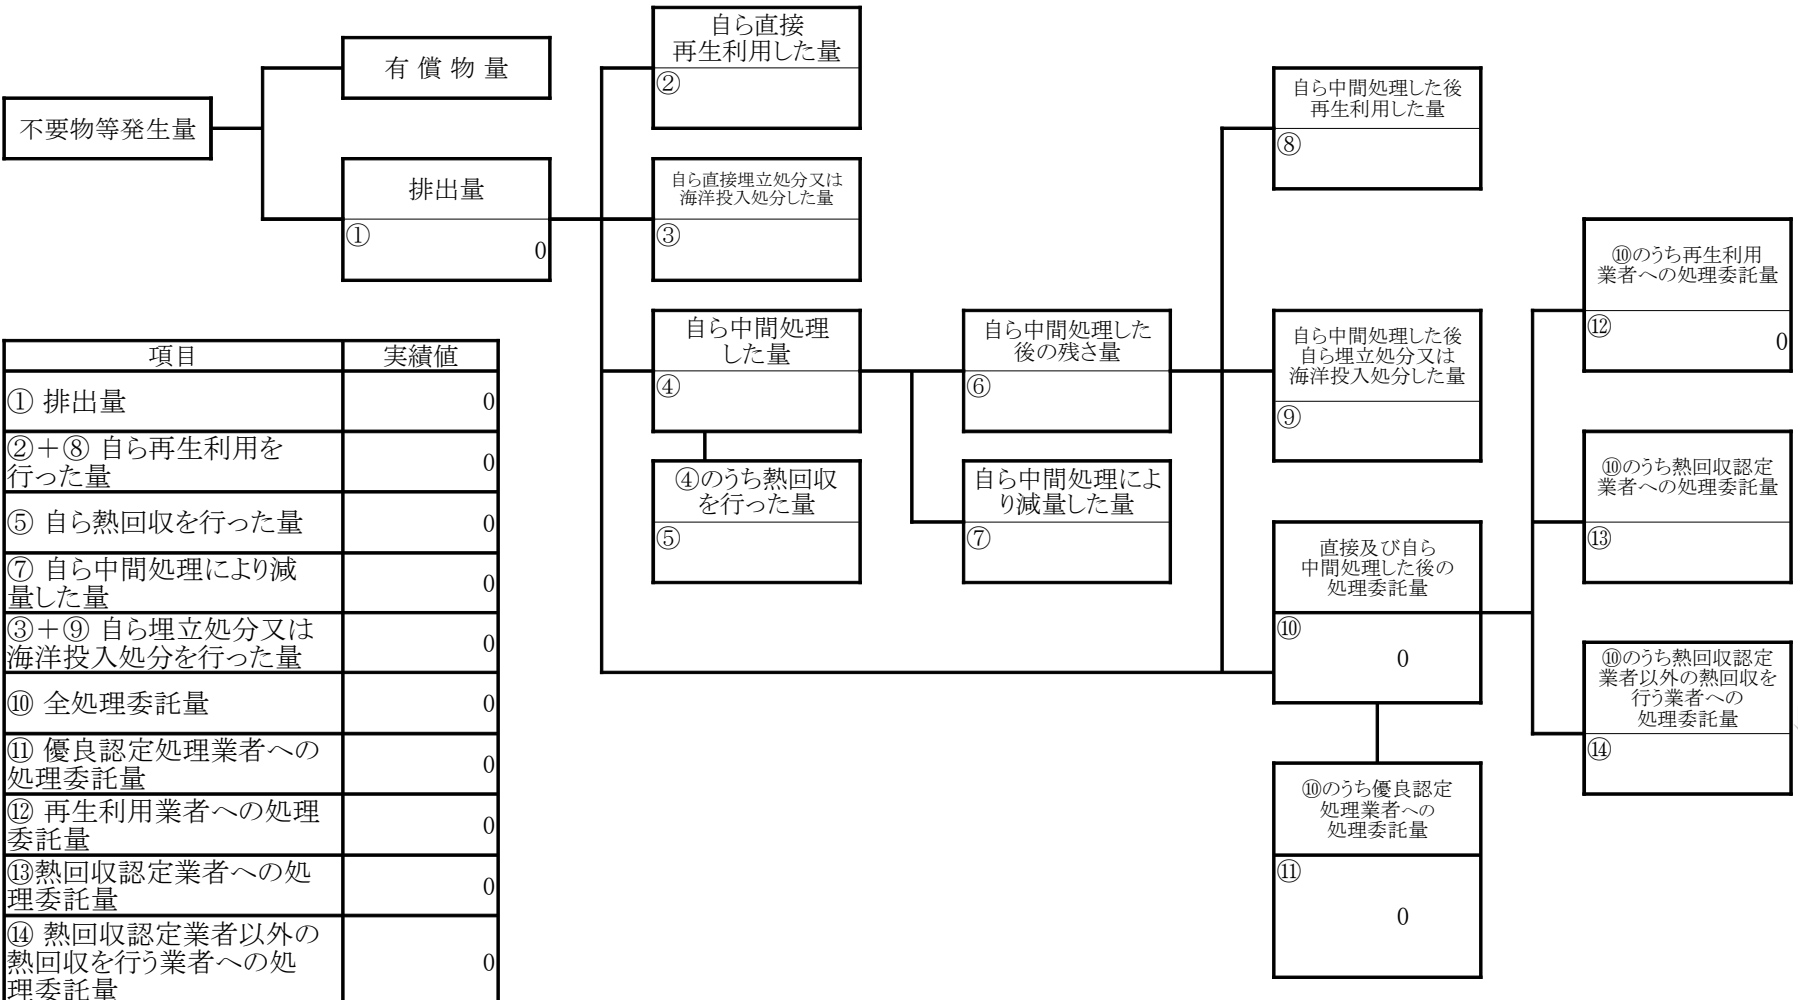 不要物等発生量
有 償 物 量
排出量
①
0
自ら直接
再生利用した量
②
自ら直接埋立処分又は
海洋投入処分した量
③
自ら中間処理
した量
④
④のうち熱回収
を行った量
⑤
自ら中間処理した
後の残さ量
⑥
自ら中間処理によ
り減量した量
⑦
自ら中間処理した後
再生利用した量
⑧
自ら中間処理した後
自ら埋立処分又は
海洋投入処分した量
⑨
直接及び自ら
中間処理した後の
処理委託量
⑩
0
⑩のうち優良認定
処理業者への
処理委託量
⑪
0
⑩のうち再生利用
業者への処理委託量
⑫
0
⑩のうち熱回収認定
業者への処理委託量
⑬
⑩のうち熱回収認定
業者以外の熱回収を
行う業者への
処理委託量
⑭
項目 実績値
① 排出量 0
②+⑧ 自ら再生利用を
行った量 0
⑤ 自ら熱回収を行った量 0
⑦ 自ら中間処理により減
量した量 0
③+⑨ 自ら埋立処分又は
海洋投入処分を行った量 0
⑩ 全処理委託量 0
⑪ 優良認定処理業者への
処理委託量 0
⑫ 再生利用業者への処理
委託量 0
⑬熱回収認定業者への処
理委託量 0
⑭ 熱回収認定業者以外の
熱回収を行う業者への処 0
理委託量